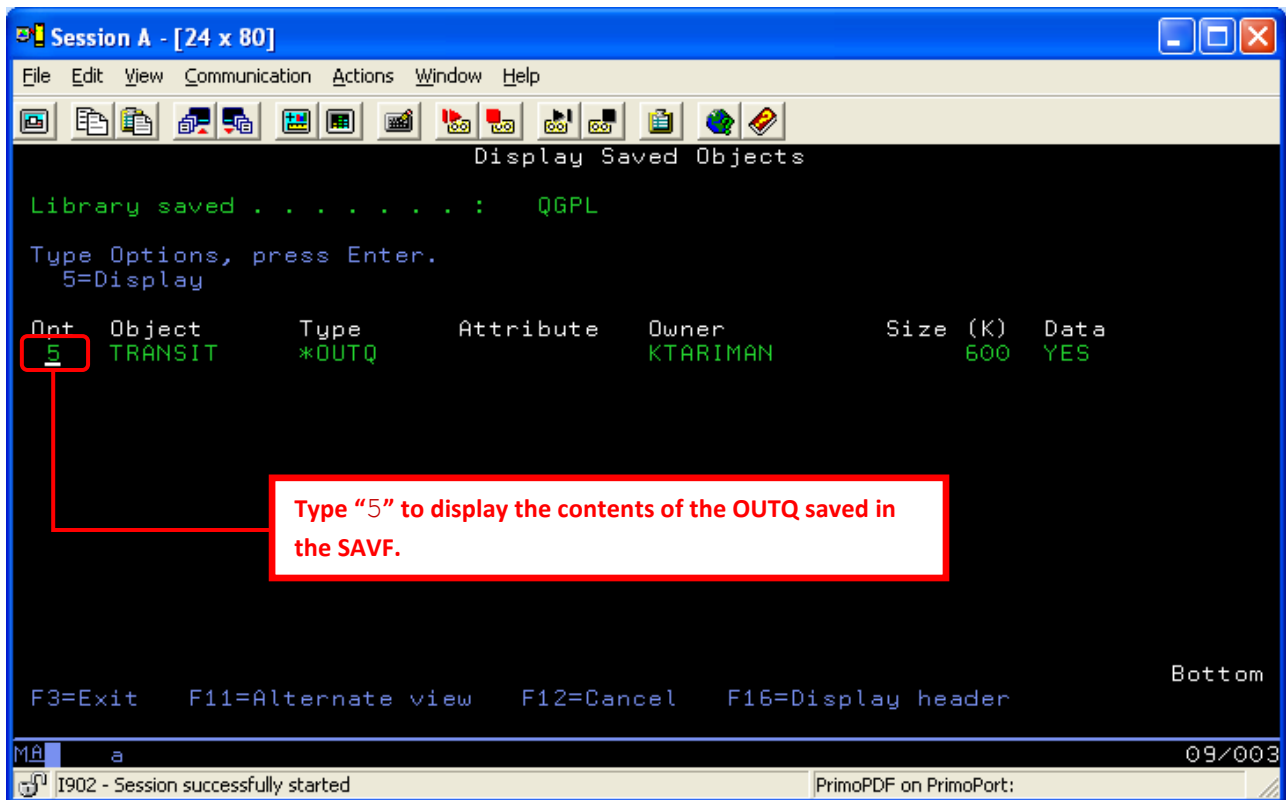 Session A - [24 x 80]
File Edit View Communication Actions Window Help
Display Saved Objects
Library saved . . . . . . . : QGPL
Type Options, press Enter.
5=Display
Opt Object Type Attribute Owner Size (K) Data
5 TRANSIT *OUTQ KTARIMAN 600 YES
Type “5” to display the contents of the OUTQ saved in
the SAVF.
Bottom
F3=Exit F11=Alternate view F12=Cancel F16=Display header
MA a 09/003
I902 - Session successfully started PrimoPDF on PrimoPort: